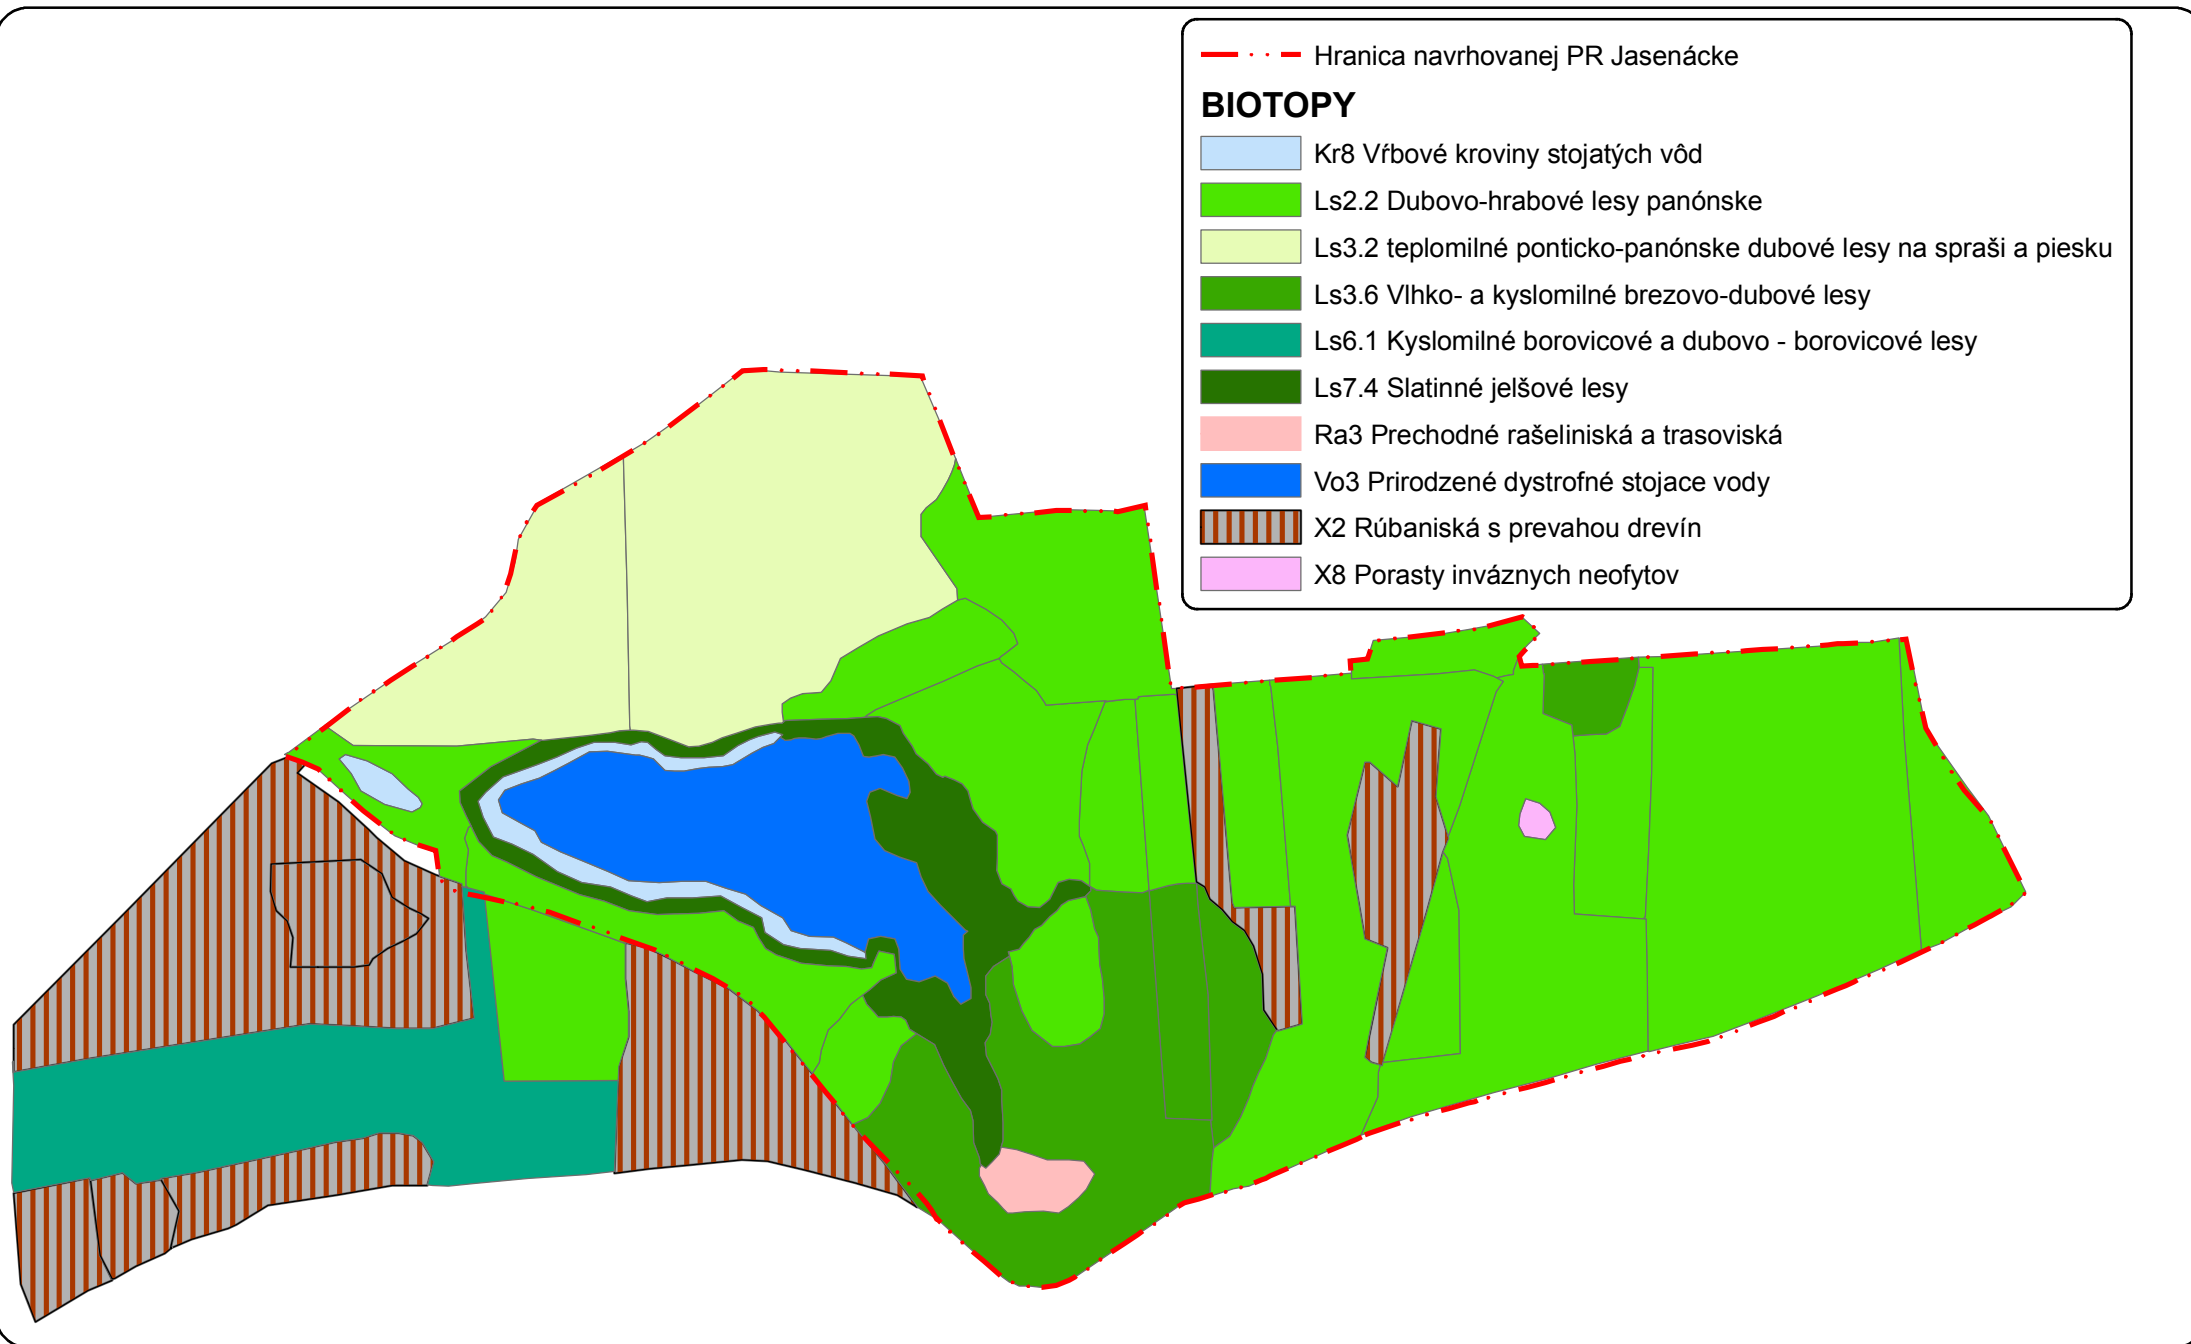 Hranica navrhovanej PR Jasenácke
BIOTOPY
Kr8 Vŕbové kroviny stojatých vôd
Ls2.2 Dubovo-hrabové lesy panónske
Ls3.2 teplomilné ponticko-panónske dubové lesy na spraši a piesku
Ls3.6 Vlhko- a kyslomilné brezovo-dubové lesy
Ls6.1 Kyslomilné borovicové a dubovo - borovicové lesy
Ls7.4 Slatinné jelšové lesy
Ra3 Prechodné rašeliniská a trasoviská
Vo3 Prirodzené dystrofné stojace vody
X2 Rúbaniská s prevahou drevín
X8 Porasty inváznych neofytov